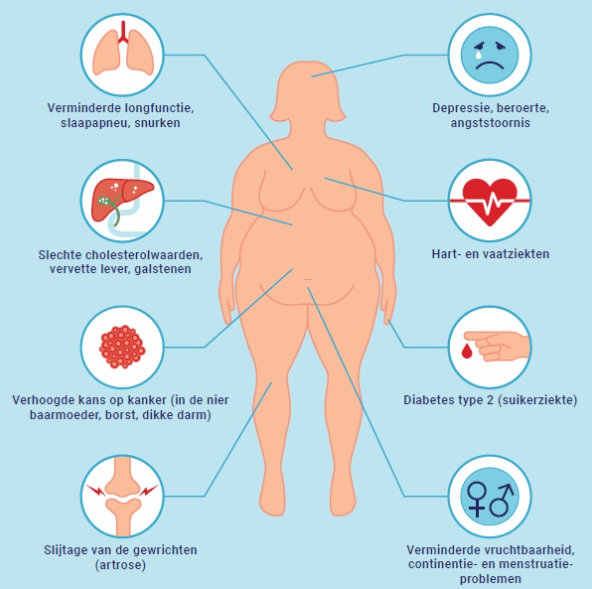 Verminderde longfunctie,
slaapapneu, snurken
Depressie, beroerte,
angststoornis
Slechte cholesterolwaarden,
vervette lever, galstenen
Hart- en vaatziekten
Verhoogde kans op kanker (in de nier
baarmoeder, borst, dikke darm)
Diabetes type 2 (suikerziekte)
Slijtage van de gewrichten
(artrose)
Verminderde vruchtbaarheid,
continentie- en menstruatie-
problemen